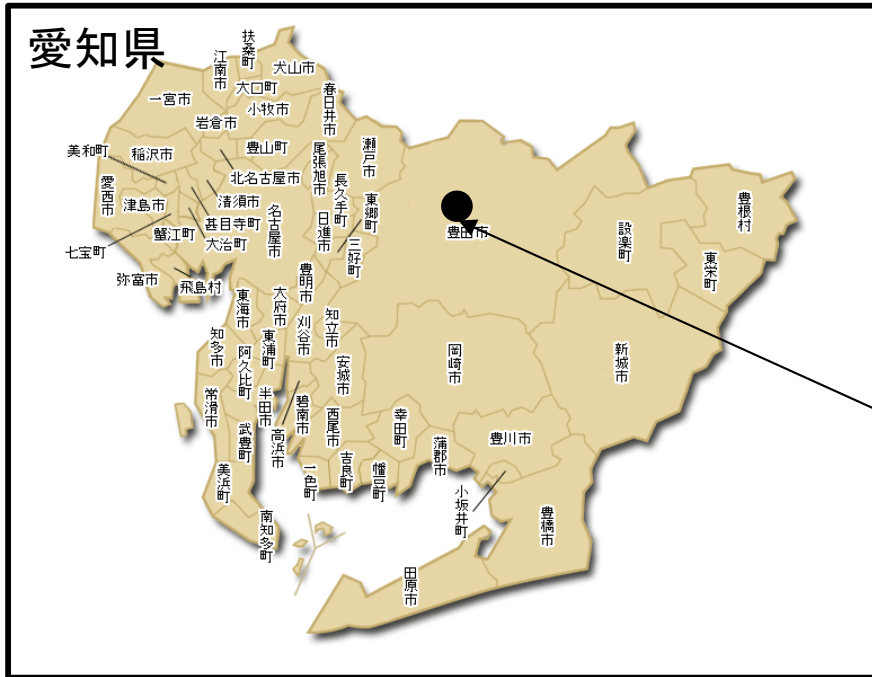 愛知県
扶桑町
江南市
犬山市
大口町
一宮市
小牧市
春日井市
岩倉市
瀬戸市
美和町
稲沢市
豊山町
尾張旭市
北名古屋市
長久手町
愛西市
津島市
清須市
東郷町
名古屋市
日進市
甚目寺町
豊根村
設楽町
蟹江町
大治町
豊田市
三好町
七宝町
東栄町
弥富市
飛島村
豊明市
東海市
大府市
刈谷市
知立市
知多市
東浦町
阿久比町
安城市
岡崎市
新城市
常滑市
半田市
碧南市
西尾市
幸田町
武豊町
高浜市
豊川市
蒲郡市
美浜町
一色町
吉良町
幡豆町
小坂井町
南知多町
豊橋市
田原市